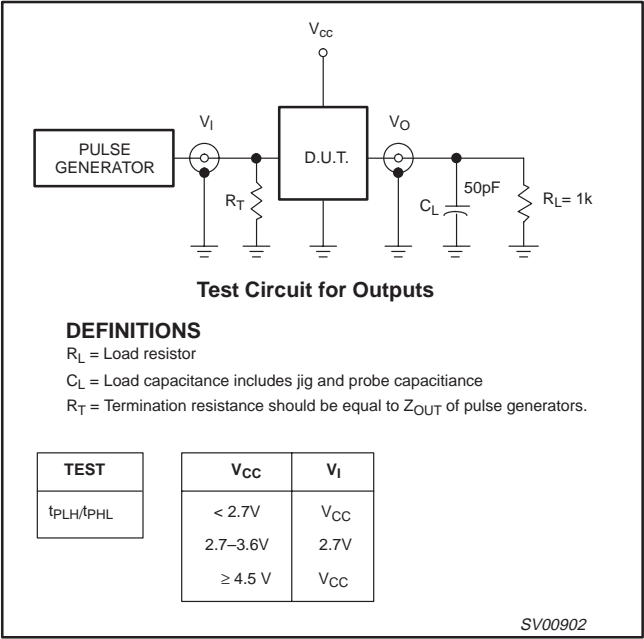 Vcc
VI
VO
PULSE
GENERATOR
D.U.T.
RT
50pF
CL
RL= 1k
Test Circuit for Outputs
DEFINITIONS
RL = Load resistor
CL = Load capacitance includes jig and probe capacitiance
RT = Termination resistance should be equal to ZOUT of pulse generators.
TEST
tPLH/tPHL
VCC VI
< 2.7V VCC
2.7–3.6V 2.7V
≥ 4.5 V VCC
SV00902